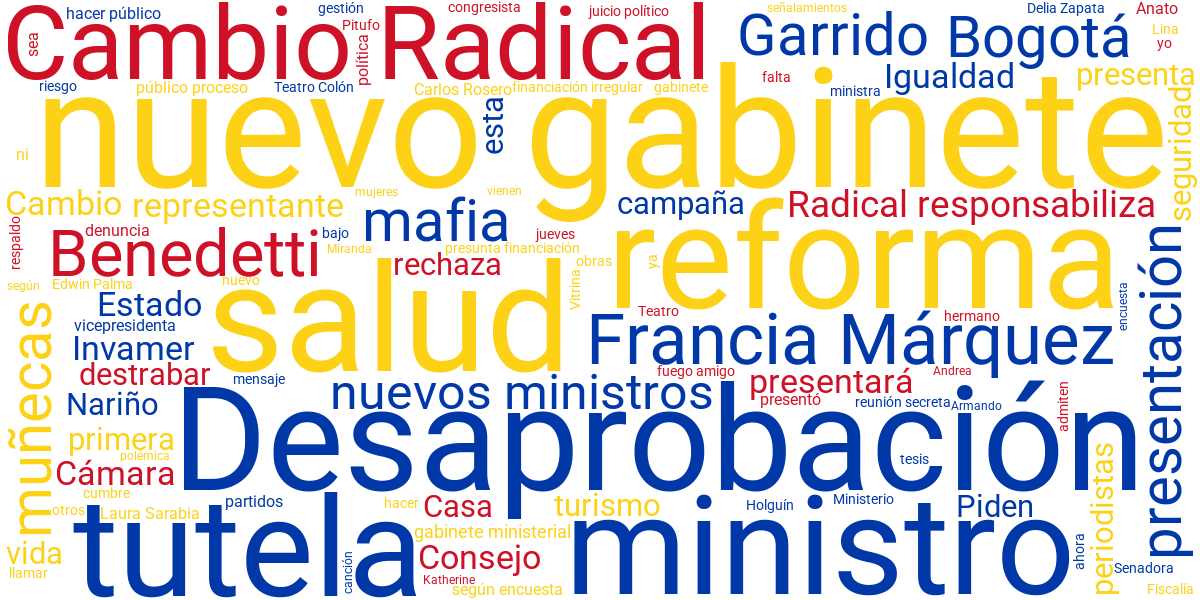 hacer público
gestión
congresista
juicio político
señalamientos
Delia Zapata
Anato
Cambio Radical
Pitufo
Garrido
Bogotá
Lina
yo
sea
política
falta
Igualdad
presenta
riesgo
público proceso
Teatro Colón
Carlos Rosero
financiación irregular
gabinete
ministra
nuevo gabinete
esta
seguridad
ni
mujeres
vienen
Cambio
representante
mafia
campaña
Radical responsabiliza
respaldo
denuncia
bajo
jueves
Benedetti
Miranda
presunta financiación
reforma
rechaza
obras
ya
según
Edwin Palma
nuevo
Vitrina
presentación
Estado
salud
encuesta
Teatro
hermano
vicepresidenta
Francia Márquez
Invamer
muñecas
destrabar
mensaje
fuego amigo
Andrea
nuevos ministros
presentará
presentó
reunión secreta
Armando
admiten
Nariño
Desaprobación
primera
polémica
tesis
Cámara
periodistas
cumbre
partidos
hacer
Casa
turismo
Holguín
Ministerio
Piden
otros
Laura Sarabia
tutela
gabinete ministerial
ministro
vida
Consejo
ahora
llamar
canción
Katherine
según encuesta
Senadora
Fiscalía